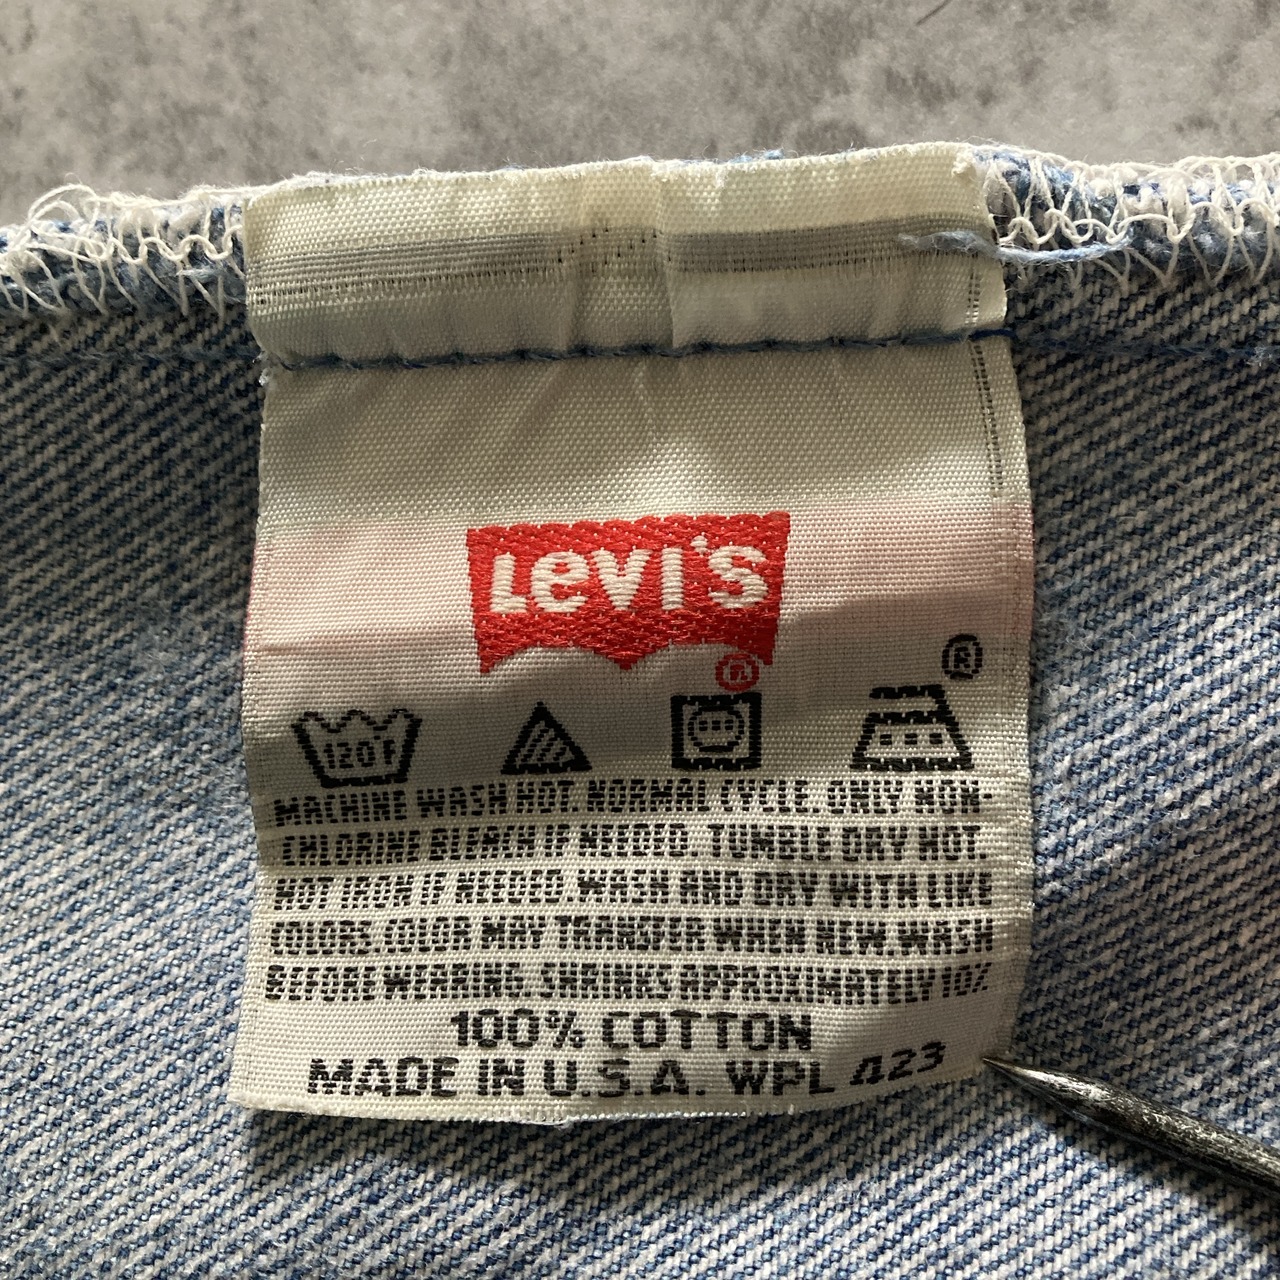 Levi's
®
®
120°F
MACHINE WASH HOT. NORMAL CYCLE. ONLY NON-
CHLORINE BLEACH IF NEEDED. TUMBLE DRY HOT.
HOT IRON IF NEEDED. WASH AND DRY WITH LIKE
COLORS. COLOR MAY TRANSFER WHEN NEW. WASH
BEFORE WEARING. SHRINKS APPROXIMATELY 10%
100% COTTON
MADE IN U.S.A. WPL 423